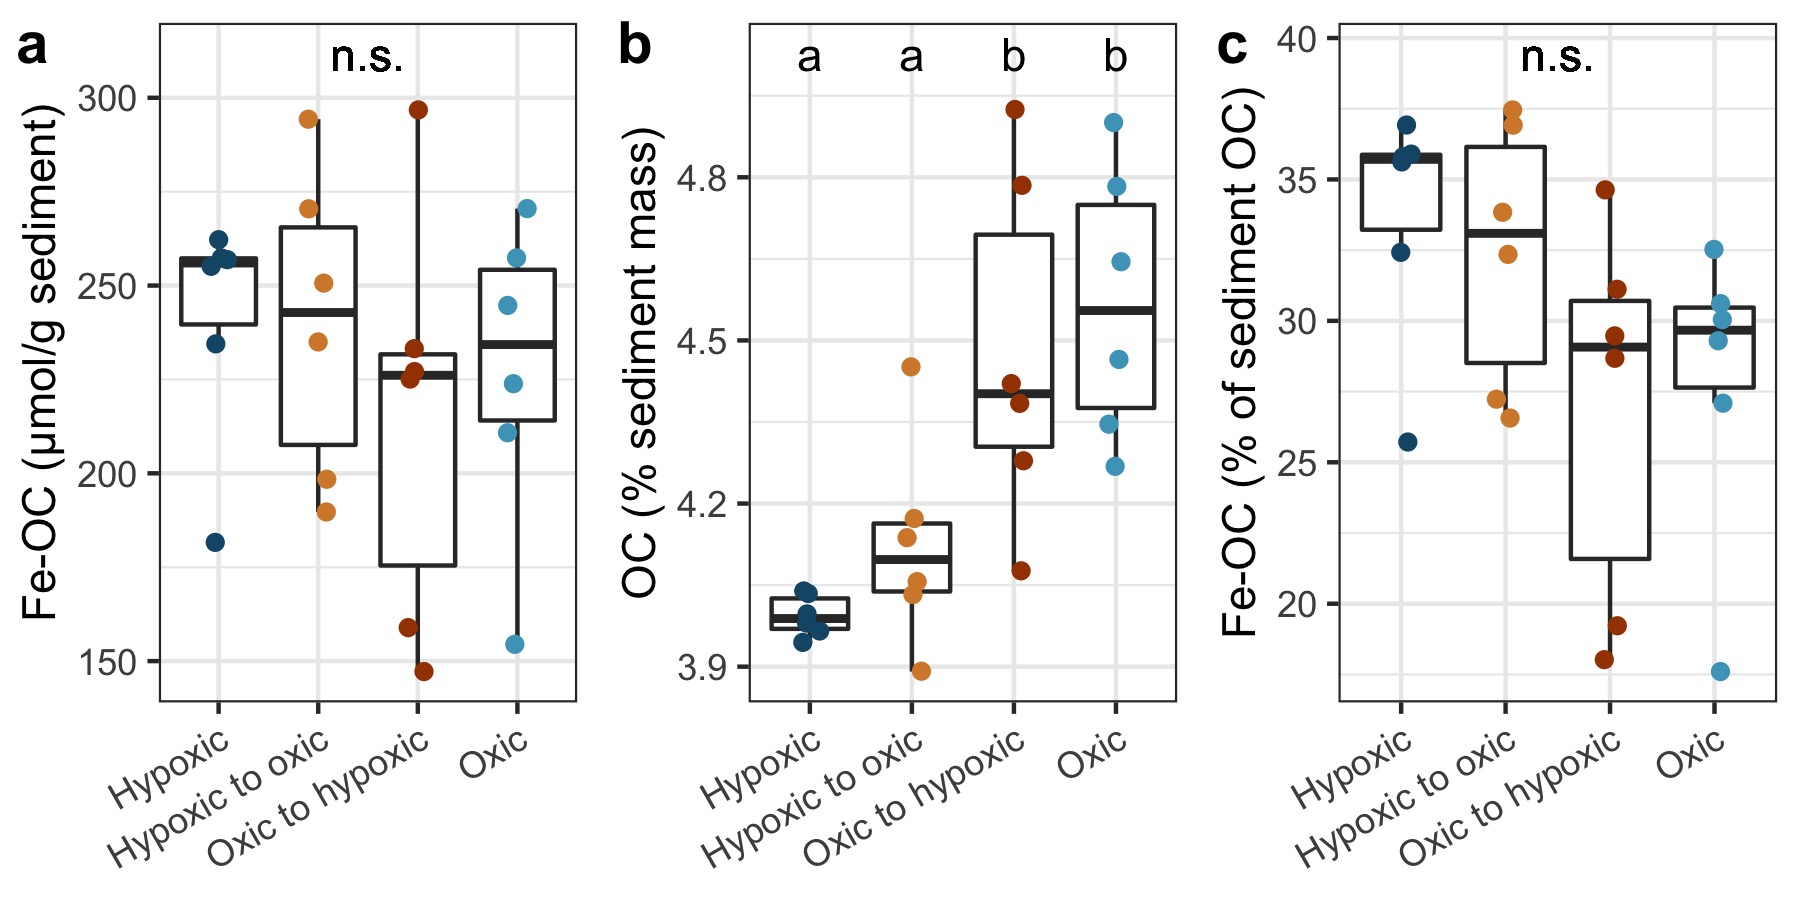 a
n.s.
Fe-OC (µmol/g sediment)
300
250
200
150
Hypoxic
Hypoxic to oxic
Oxic to hypoxic
Oxic
b
a a b b
OC (% sediment mass)
4.8
4.5
4.2
3.9
Hypoxic
Hypoxic to oxic
Oxic to hypoxic
Oxic
c
n.s.
Fe-OC (% of sediment OC)
40
35
30
25
20
Hypoxic
Hypoxic to oxic
Oxic to hypoxic
Oxic